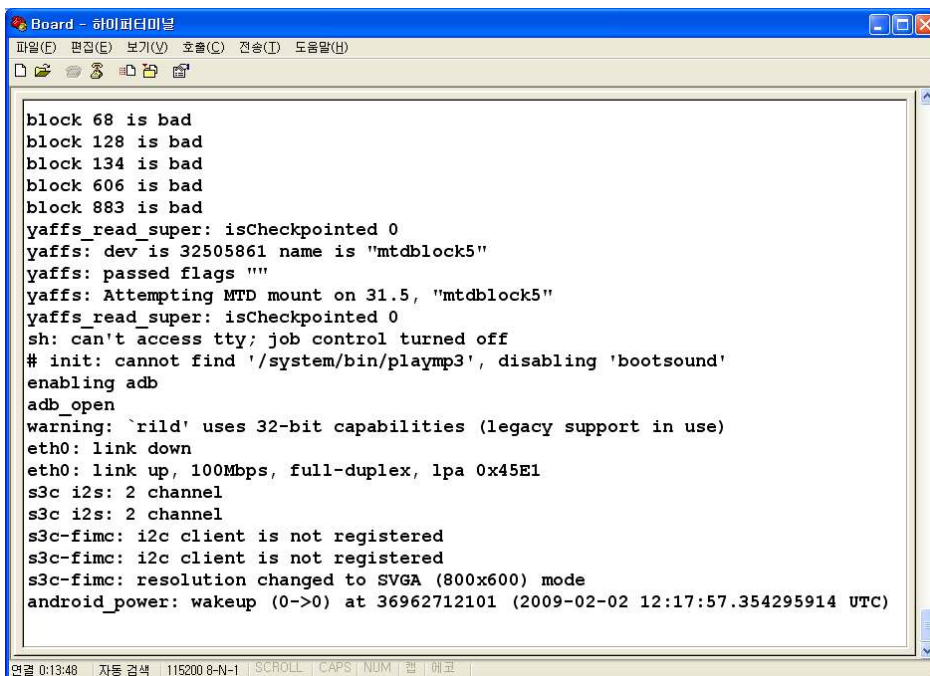 Board - 하이퍼터미널
파일(F) 편집(E) 보기(V) 호출(C) 전송(T) 도움말(H)
block 68 is bad
block 128 is bad
block 134 is bad
block 606 is bad
block 883 is bad
yaffs_read_super: isCheckpointed 0
yaffs: dev is 32505861 name is "mtdblock5"
yaffs: passed flags ""
yaffs: Attempting MTD mount on 31.5, "mtdblock5"
yaffs_read_super: isCheckpointed 0
sh: can't access tty; job control turned off
# init: cannot find '/system/bin/playmp3', disabling 'bootsound'
enabling adb
adb_open
warning: `rild' uses 32-bit capabilities (legacy support in use)
eth0: link down
eth0: link up, 100Mbps, full-duplex, lpa 0x45E1
s3c i2s: 2 channel
s3c i2s: 2 channel
s3c-fimc: i2c client is not registered
s3c-fimc: i2c client is not registered
s3c-fimc: resolution changed to SVGA (800x600) mode
android_power: wakeup (0->0) at 36962712101 (2009-02-02 12:17:57.354295914 UTC)
연결 0:13:48 자동 검색 115200 8-N-1 SCROLL CAPS NUM 캡 에코